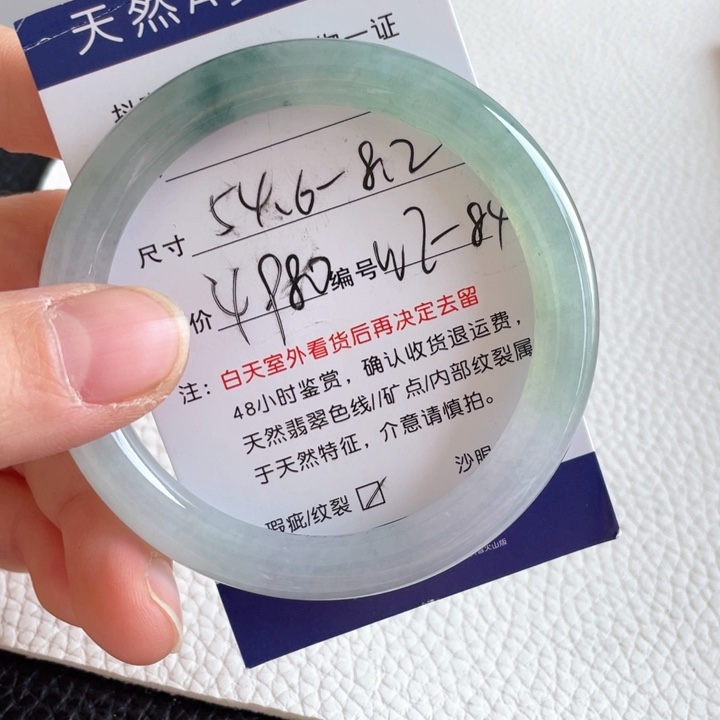 天然A
一证
尺寸 54.6-8.2
价 4980 编号 W2-84
注：白天室外看货后再决定去留
48小时鉴赏，确认收货退运费，
天然翡翠色线//矿点/内部纹裂属
于天然特征，介意请慎拍。
沙眼
瑕疵/纹裂